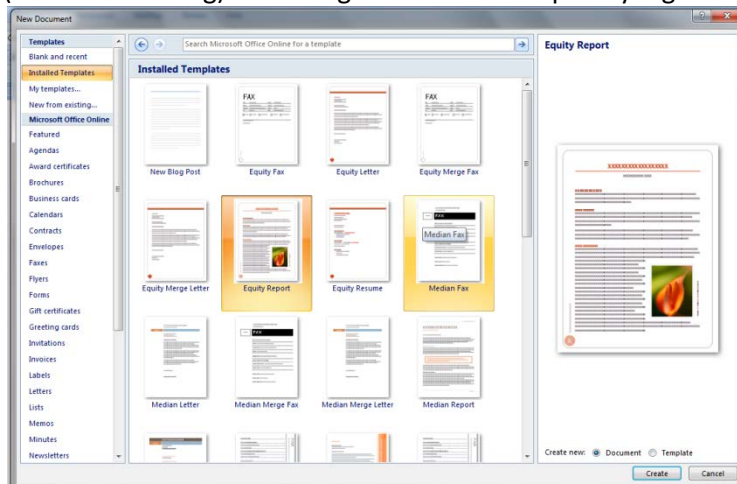 New Document
Templates
Blank and recent
Installed Templates
My templates...
New from existing...
Microsoft Office Online
Featured
Agendas
Award certificates
Brochures
Business cards
Calendars
Contracts
Envelopes
Faxes
Flyers
Forms
Gift certificates
Greeting cards
Invitations
Invoices
Labels
Letters
Lists
Memos
Minutes
Newsletters
Search Microsoft Office Online for a template
Installed Templates
FAX
FAX
New Blog Post
Equity Fax
Equity Letter
Equity Merge Fax
FAX
Median Fax
Equity Merge Letter
Equity Report
Equity Resume
Median Fax
FAX
Median Letter
Median Merge Fax
Median Merge Letter
Median Report
Equity Report
Create new: Document Template
Create Cancel